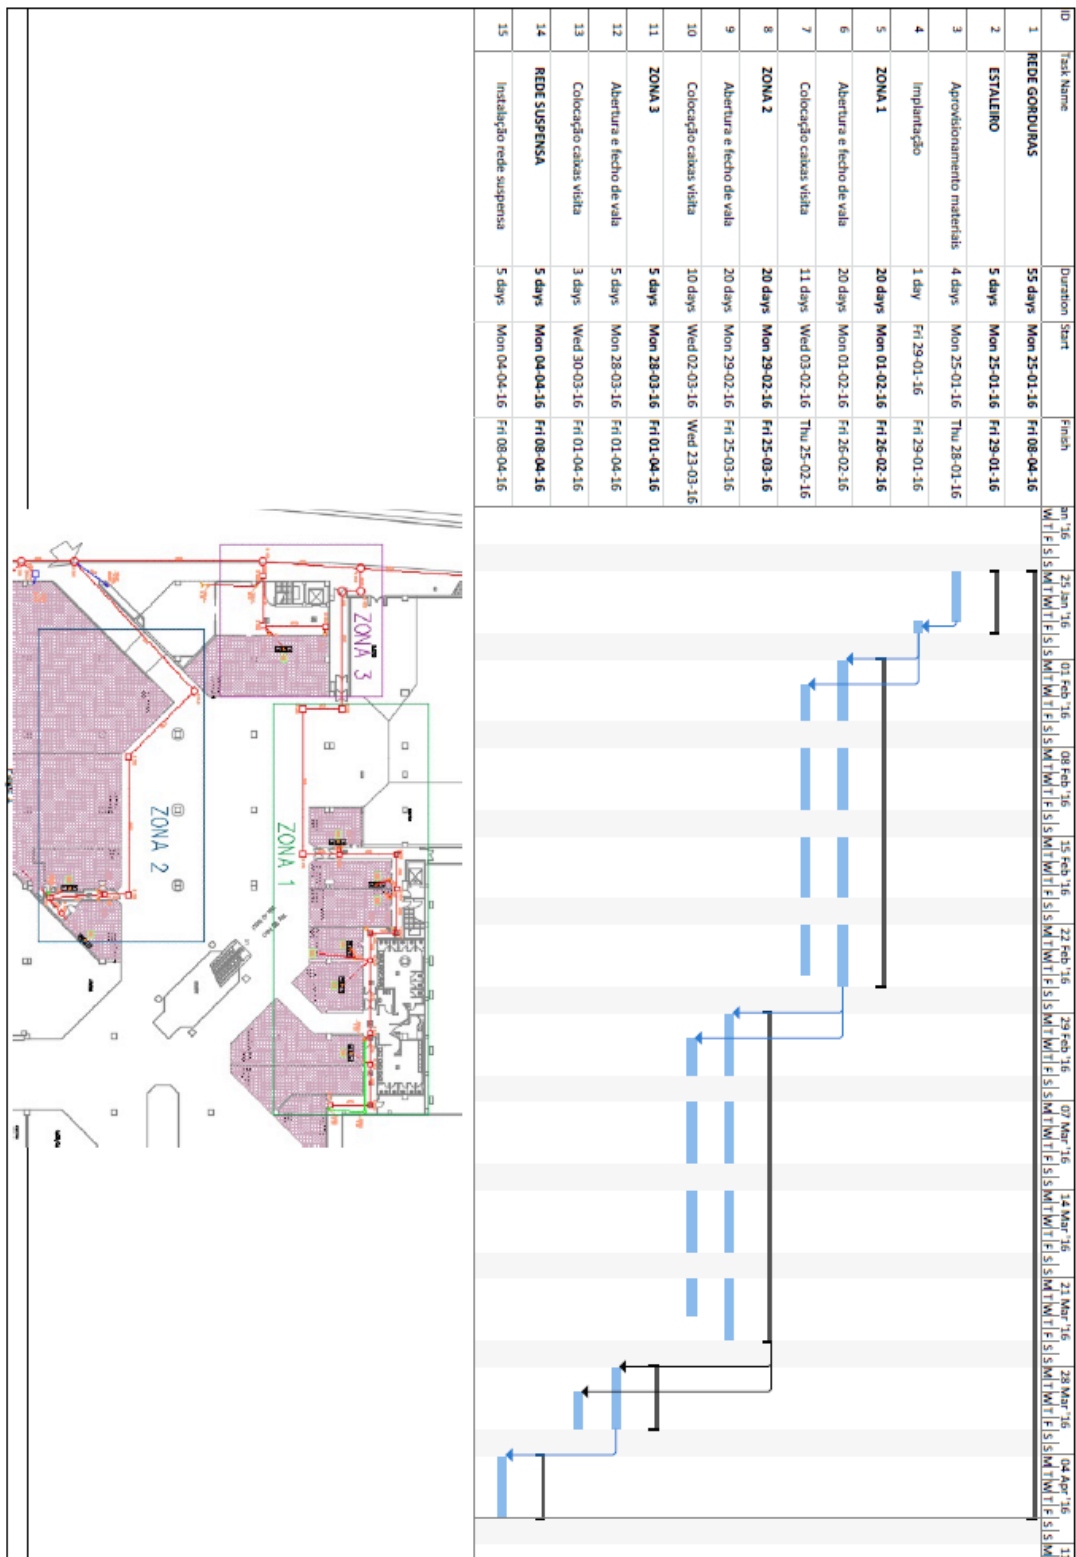 ID Task Name Duration Start Finish
1 REDE GORDURAS 55 days Mon 25-01-16 Fri 08-04-16
2 ESTALEIRO 5 days Mon 25-01-16 Fri 29-01-16
3 Aprovisionamento materiais 4 days Mon 25-01-16 Thu 28-01-16
4 Implantação 1 day Fri 29-01-16 Fri 29-01-16
5 ZONA 1 20 days Mon 01-02-16 Fri 26-02-16
6 Abertura e fecho de vala 20 days Mon 01-02-16 Fri 26-02-16
7 Colocação caixas visita 11 days Wed 03-02-16 Thu 25-02-16
8 ZONA 2 20 days Mon 29-02-16 Fri 25-03-16
9 Abertura e fecho de vala 20 days Mon 29-02-16 Fri 25-03-16
10 Colocação caixas visita 10 days Wed 02-03-16 Wed 23-03-16
11 ZONA 3 5 days Mon 28-03-16 Fri 01-04-16
12 Abertura e fecho de vala 5 days Mon 28-03-16 Fri 01-04-16
13 Colocação caixas visita 3 days Wed 30-03-16 Fri 01-04-16
14 REDE SUSPENSA 5 days Mon 04-04-16 Fri 08-04-16
15 Instalação rede suspensa 5 days Mon 04-04-16 Fri 08-04-16
an '16 25 Jan '16 01 Feb '16 08 Feb '16 15 Feb '16 22 Feb '16 29 Feb '16 07 Mar '16 14 Mar '16 21 Mar '16 28 Mar '16 04 Apr '16 1
W T F S S M T W T F S S M T W T F S S M T W T F S S M T W T F S S M T W T F S S M T W T F S S M T W T F S S M T W T F S S M T W T F S S M T W T F S S M T W T F S S M
ZONA 3
ZONA 1
ZONA 2